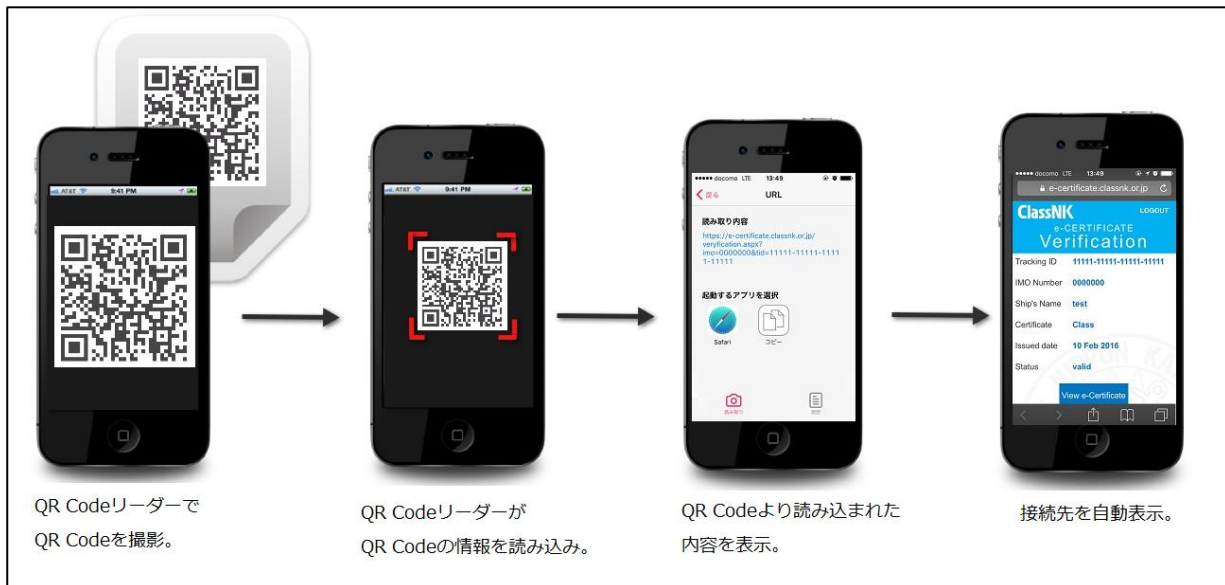 AT&T 9:41 PM
QR Codeリーダーで
QR Codeを撮影。
AT&T 9:41 PM
QR Codeリーダーが
QR Codeの情報を読み込み。
docomo LTE 13:49
戻る URL
読み取り内容
https://e-certificate.classnk.or.jp/
veryfication.aspx?
imo=0000000&tid=11111-11111-1111
1-11111
起動するアプリを選択
Safari コピー
読み取り 設定
QR Codeより読み込まれた
内容を表示。
docomo LTE 13:49
e-certificate.classnk.or.jp
ClassNK LOGOUT
e-CERTIFICATE
Verification
Tracking ID 11111-11111-11111-11111
IMO Number 0000000
Ship's Name test
Certificate Class
Issued date 10 Feb 2016
Status valid
View e-Certificate
接続先を自動表示。